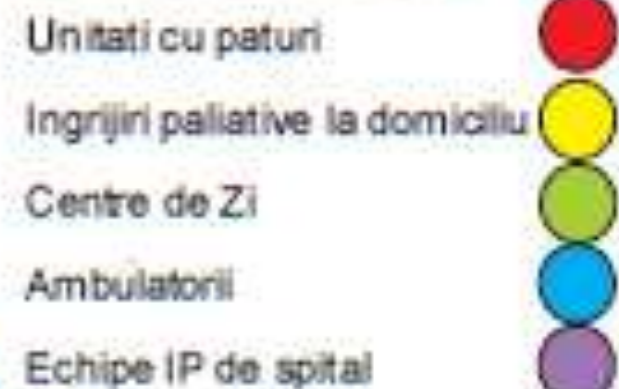 Unitati cu paturi
Ingrijiri paliative la domiciliu
Centre de Zi
Ambulatorii
Echipe IP de spital